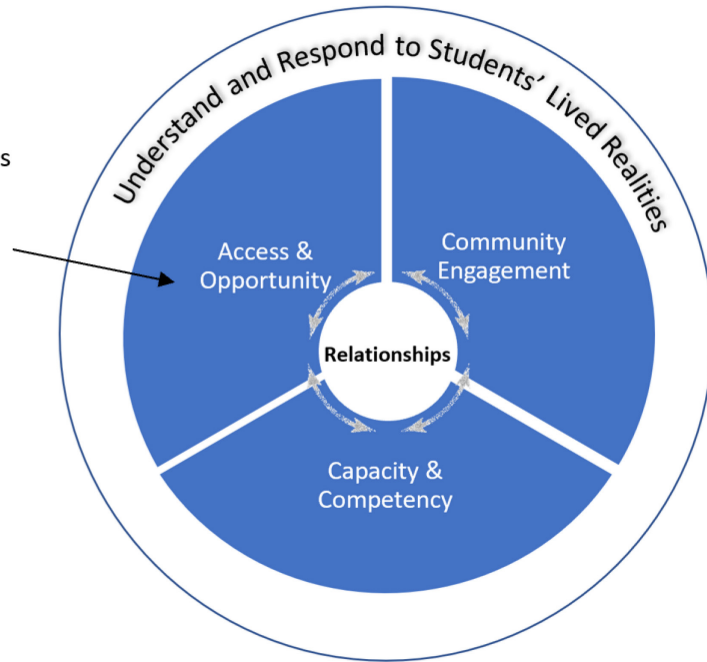 Understand and Respond to Students’ Lived Realities
s
Access &
Opportunity
Community
Engagement
Relationships
Capacity &
Competency